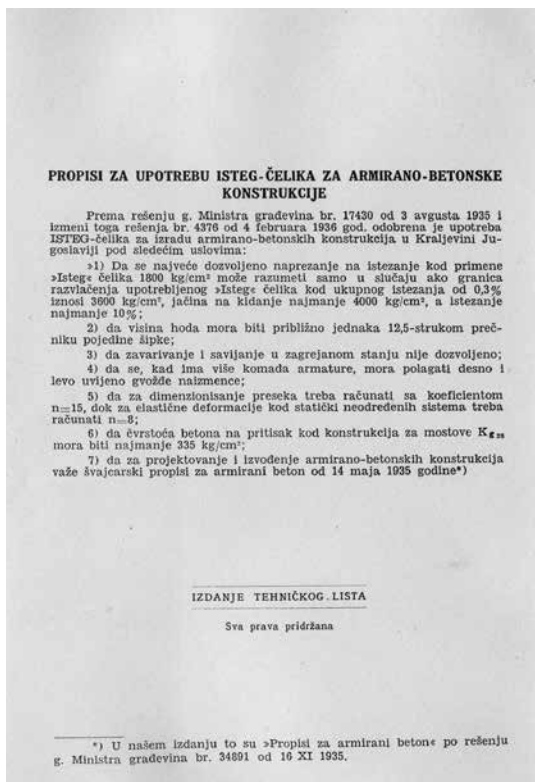 PROPISI ZA UPOTREBU ISTEG-ČELIKA ZA ARMIRANO-BETONSKE
KONSTRUKCIJE
Prema rešenju g. Ministra građevina br. 17430 od 3 avgusta 1935 i
izmeni toga rešenja br. 4376 od 4 februara 1936 god. odobrena je upotreba
ISTEG-čelika za izradu armirano-betonskih konstrukcija u Kraljevini Ju-
goslaviji pod sledećim uslovima:
»1) Da se najveće dozvoljeno naprezanje na istezanje kod primene
»Isteg« čelika 1800 kg/cm² može razumeti samo u slučaju ako granica
razvlačenja upotrebljenog »Isteg« čelika kod ukupnog istezanja od 0,3%
iznosi 3600 kg/cm², jačina na kidanje najmanje 4000 kg/cm², a istezanje
najmanje 10%;
2) da visina hoda mora biti približno jednaka 12,5-strukom preč-
niku pojedine šipke;
3) da zavarivanje i savijanje u zagrejanom stanju nije dozvoljeno;
4) da se, kad ima više komada armature, mora polagati desno i
levo uvijeno gvožđe naizmence;
5) da za dimenzionisanje preseka treba računati sa koeficientom
n=15, dok za elastične deformacije kod statički neodređenih sistema treba
računati n=8;
6) da čvrstoća betona na pritisak kod konstrukcija za mostove K g 28
mora biti najmanje 335 kg/cm²;
7) da za projektovanje i izvođenje armirano-betonskih konstrukcija
važe švajcarski propisi za armirani beton od 14 maja 1935 godine*)
IZDANJE TEHNIČKOG LISTA
Sva prava pridržana
*) U našem izdanju to su »Propisi za armirani beton« po rešenju
g. Ministra građevina br. 34891 od 16 XI 1935.